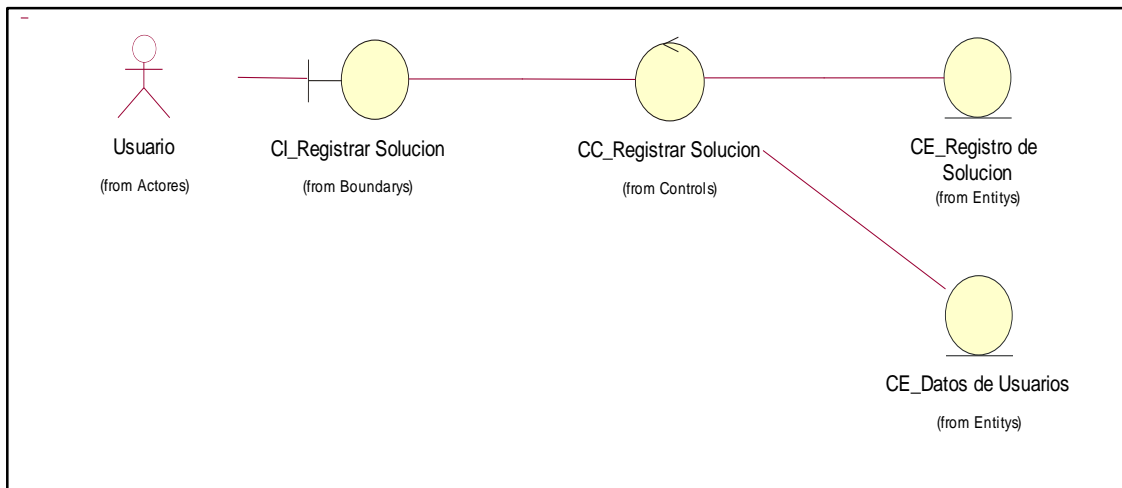 Usuario
(from Actores)
CI_Registrar Solucion
(from Boundarys)
CC_Registrar Solucion
(from Controls)
CE_Registro de
Solucion
(from Entitys)
CE_Datos de Usuarios
(from Entitys)